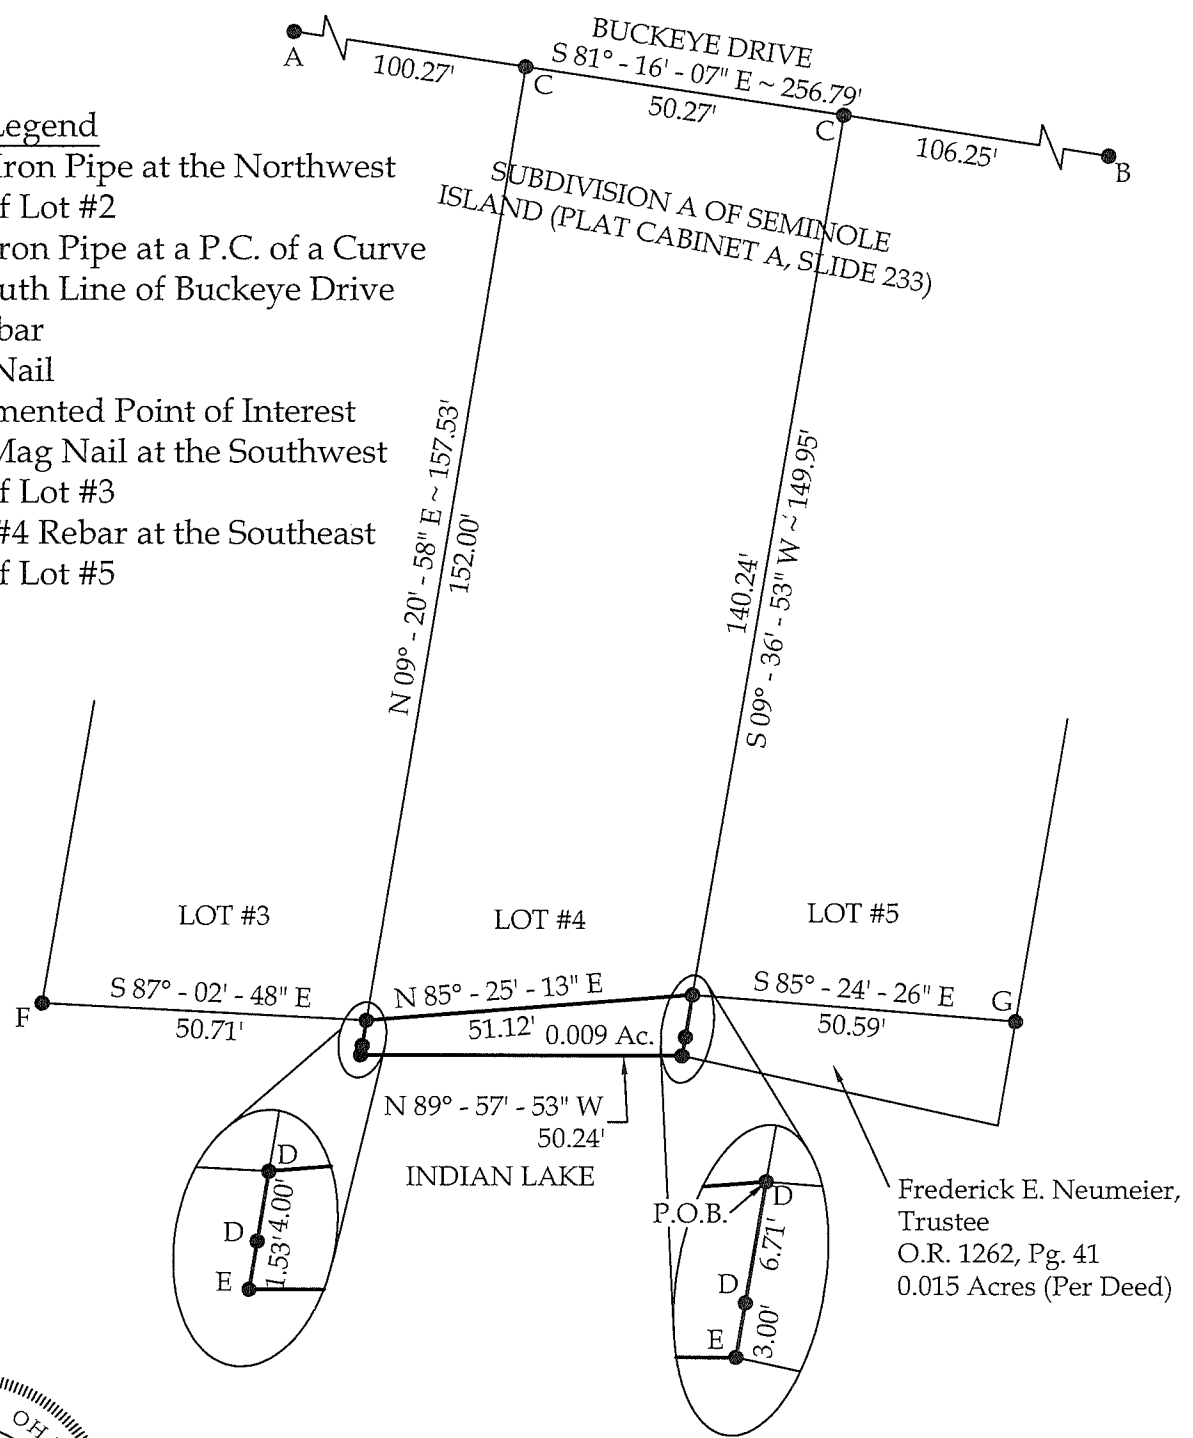 A
100.27'
C
BUCKEYE DRIVE
S 81° - 16' - 07" E ~ 256.79'
50.27'
C
106.25'
B
Legend
Iron Pipe at the Northwest
f Lot #2
ron Pipe at a P.C. of a Curve
uth Line of Buckeye Drive
bar
Nail
mented Point of Interest
Mag Nail at the Southwest
f Lot #3
#4 Rebar at the Southeast
f Lot #5
SUBDIVISION A OF SEMINOLE
ISLAND (PLAT CABINET A, SLIDE 233)
N 09° - 20' - 58" E ~ 157.53'
152.00'
140.24'
S 09° - 36' - 53" W ~ 149.95'
LOT #3
LOT #4
LOT #5
F
S 87° - 02' - 48" E
50.71'
N 85° - 25' - 13" E
51.12'
0.009 Ac.
S 85° - 24' - 26" E
50.59'
G
N 89° - 57' - 53" W
50.24'
INDIAN LAKE
D
4.00'
D
1.53'
E
P.O.B.
D
6.71'
D
3.00'
E
Frederick E. Neumeier,
Trustee
O.R. 1262, Pg. 41
0.015 Acres (Per Deed)